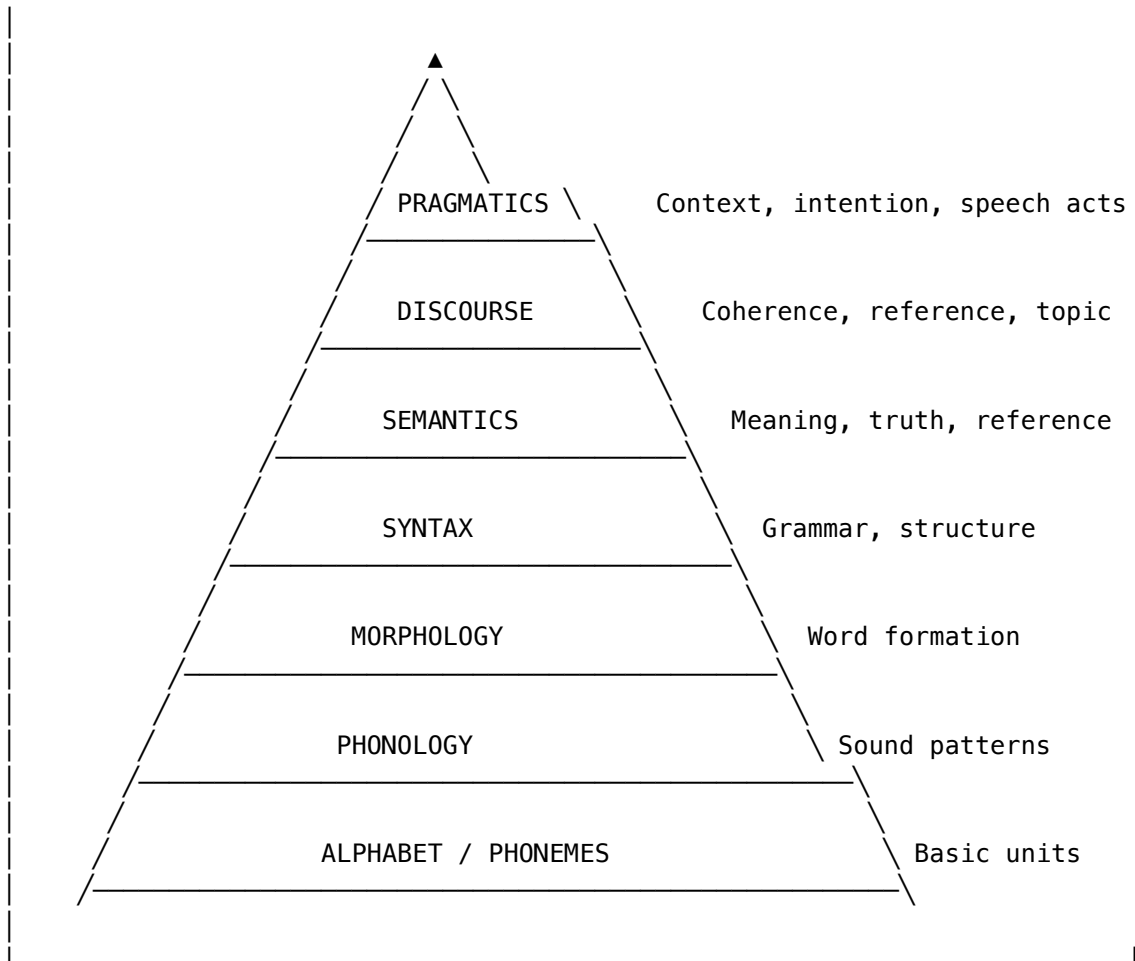 PRAGMATICS Context, intention, speech acts
DISCOURSE Coherence, reference, topic
SEMANTICS Meaning, truth, reference
SYNTAX Grammar, structure
MORPHOLOGY Word formation
PHONOLOGY Sound patterns
ALPHABET / PHONEMES Basic units